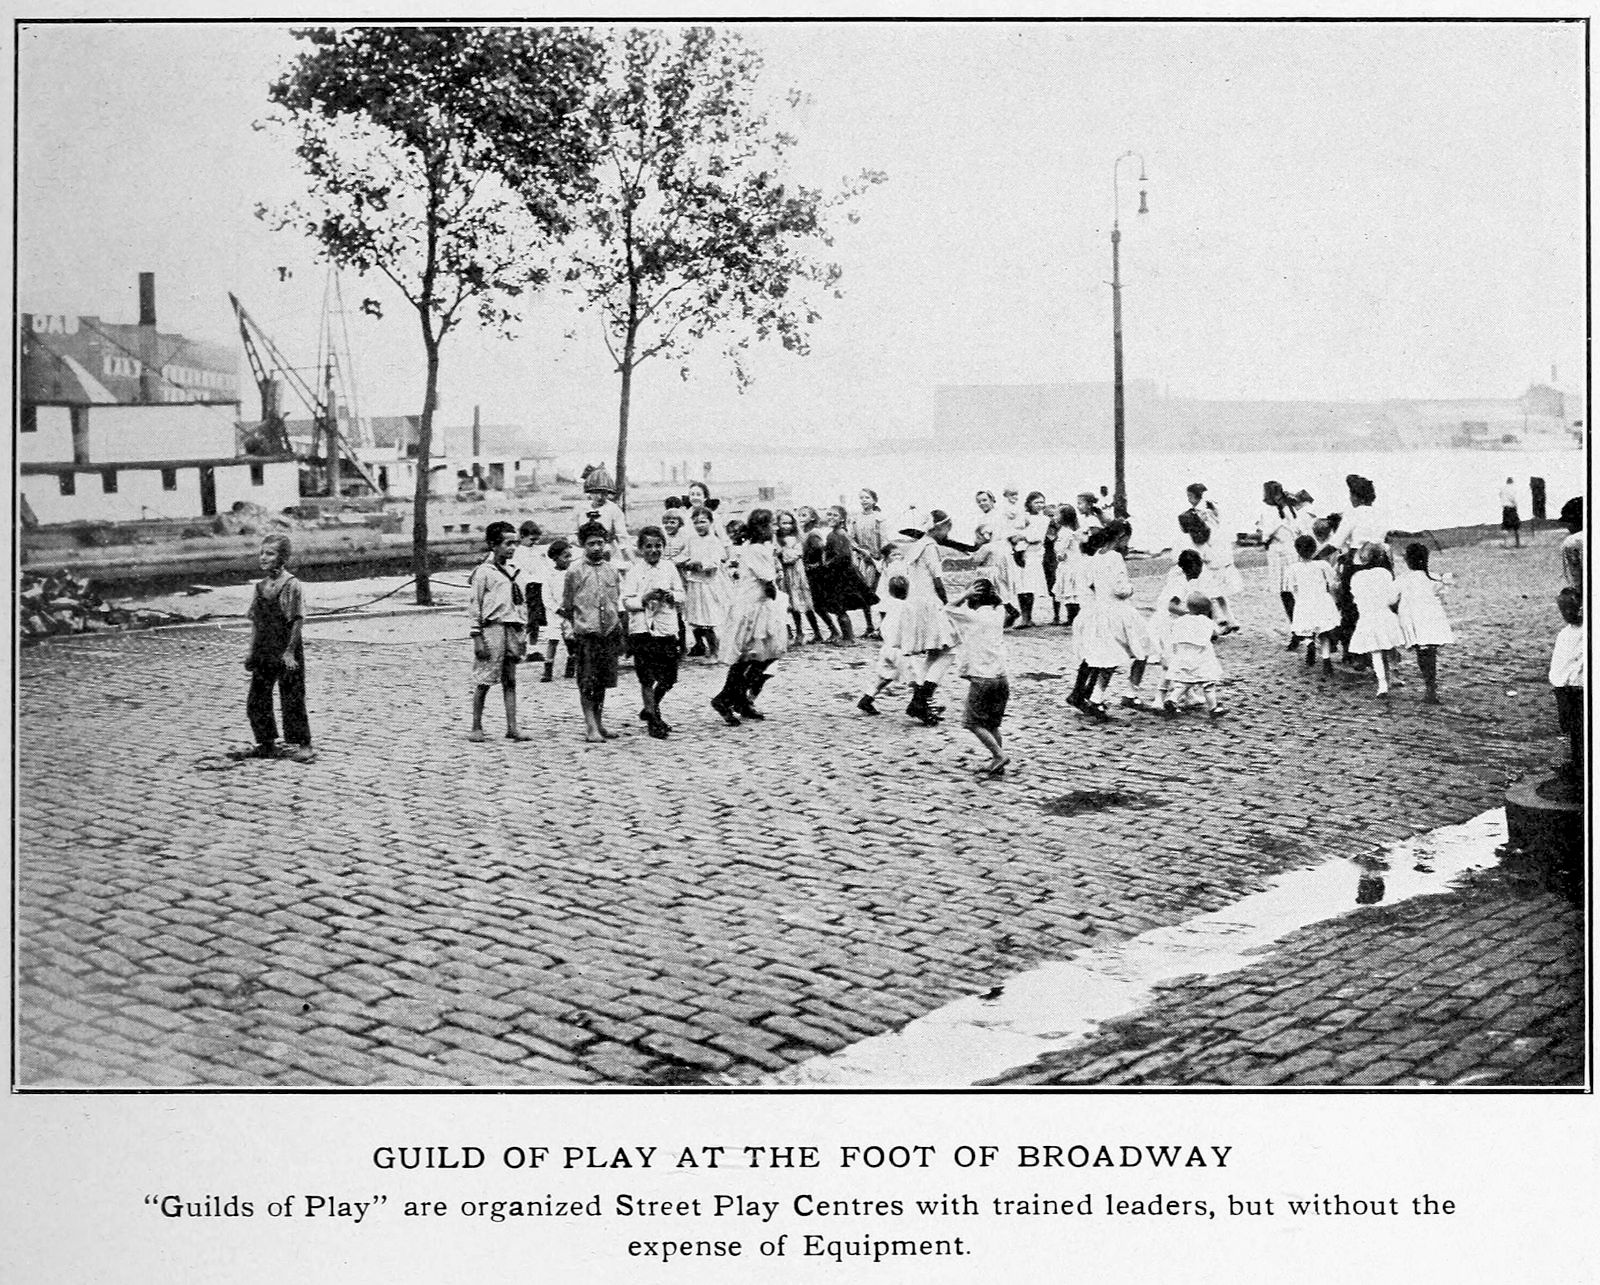 GUILD OF PLAY AT THE FOOT OF BROADWAY
“Guilds of Play” are organized Street Play Centres with trained leaders, but without the
expense of Equipment.